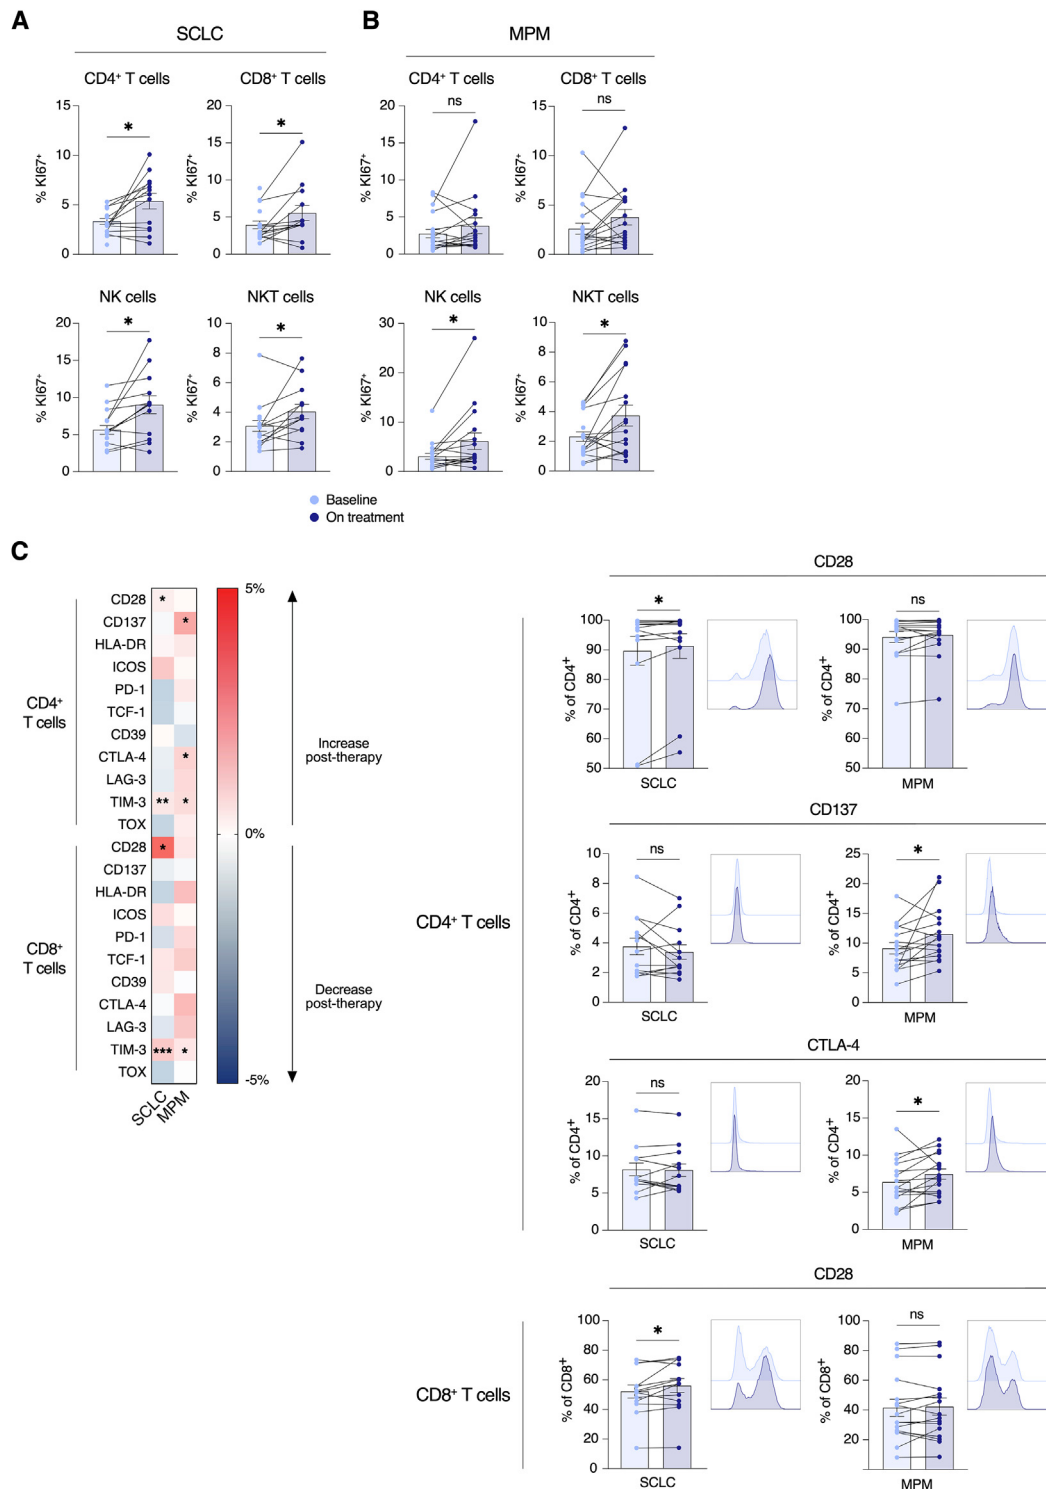 A
SCLC
B
MPM
CD4+ T cells
CD8+ T cells
CD4+ T cells
CD8+ T cells
% KI67+
15
10
5
0
*
% KI67+
20
15
10
5
0
*
% KI67+
20
15
10
5
0
ns
% KI67+
15
10
5
0
ns
NK cells
NKT cells
NK cells
NKT cells
% KI67+
20
15
10
5
0
*
% KI67+
10
8
6
4
2
0
*
% KI67+
30
20
10
0
*
% KI67+
10
8
6
4
2
0
*
Baseline
On treatment
C
CD4+
T cells
CD28 *
CD137 *
HLA-DR
ICOS
PD-1
TCF-1
CD39
CTLA-4 *
LAG-3
TIM-3 ** *
TOX
CD8+
T cells
CD28 *
CD137
HLA-DR
ICOS
PD-1
TCF-1
CD39
CTLA-4
LAG-3
TIM-3 *** *
TOX
SCLC
MPM
5%
0%
-5%
Increase
post-therapy
Decrease
post-therapy
CD4+ T cells
CD28
% of CD4+
100
90
80
70
60
50
*
SCLC
% of CD4+
100
90
80
70
60
50
ns
MPM
CD137
% of CD4+
10
8
6
4
2
0
ns
SCLC
% of CD4+
25
20
15
10
5
0
*
MPM
CTLA-4
% of CD4+
20
15
10
5
0
ns
SCLC
% of CD4+
20
15
10
5
0
*
MPM
CD8+ T cells
CD28
% of CD8+
100
80
60
40
20
0
*
SCLC
% of CD8+
100
80
60
40
20
ns
MPM